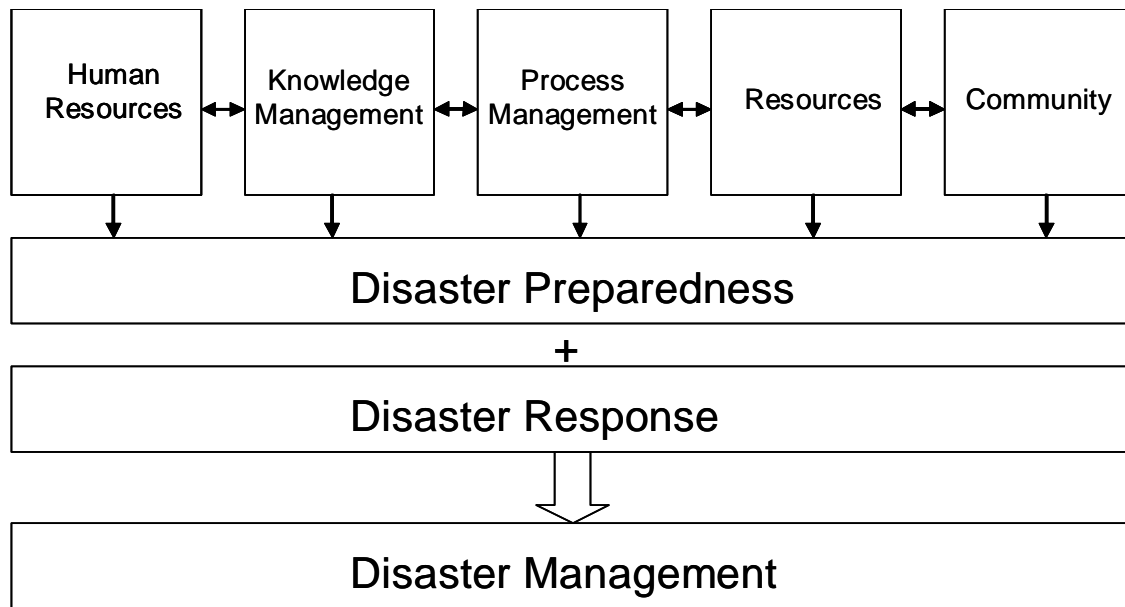 Human
Resources
Knowledge
Management
Process
Management
Resources
Community
Disaster Preparedness
+
Disaster Response
Disaster Management